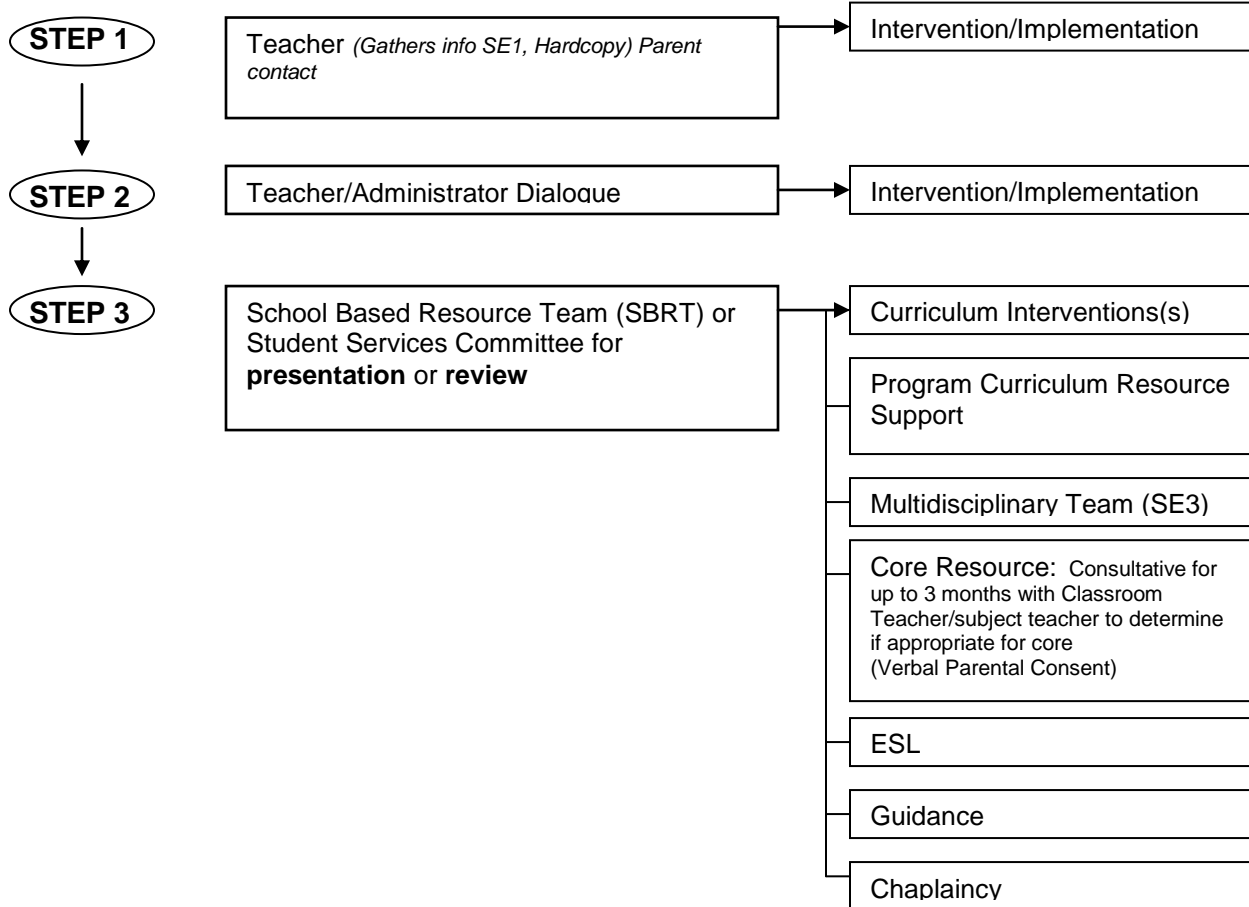 STEP 1
Teacher (Gathers info SE1, Hardcopy) Parent
contact
Intervention/Implementation
STEP 2
Teacher/Administrator Dialogue
Intervention/Implementation
STEP 3
School Based Resource Team (SBRT) or
Student Services Committee for
presentation or review
Curriculum Interventions(s)
Program Curriculum Resource
Support
Multidisciplinary Team (SE3)
Core Resource: Consultative for
up to 3 months with Classroom
Teacher/subject teacher to determine
if appropriate for core
(Verbal Parental Consent)
ESL
Guidance
Chaplaincy